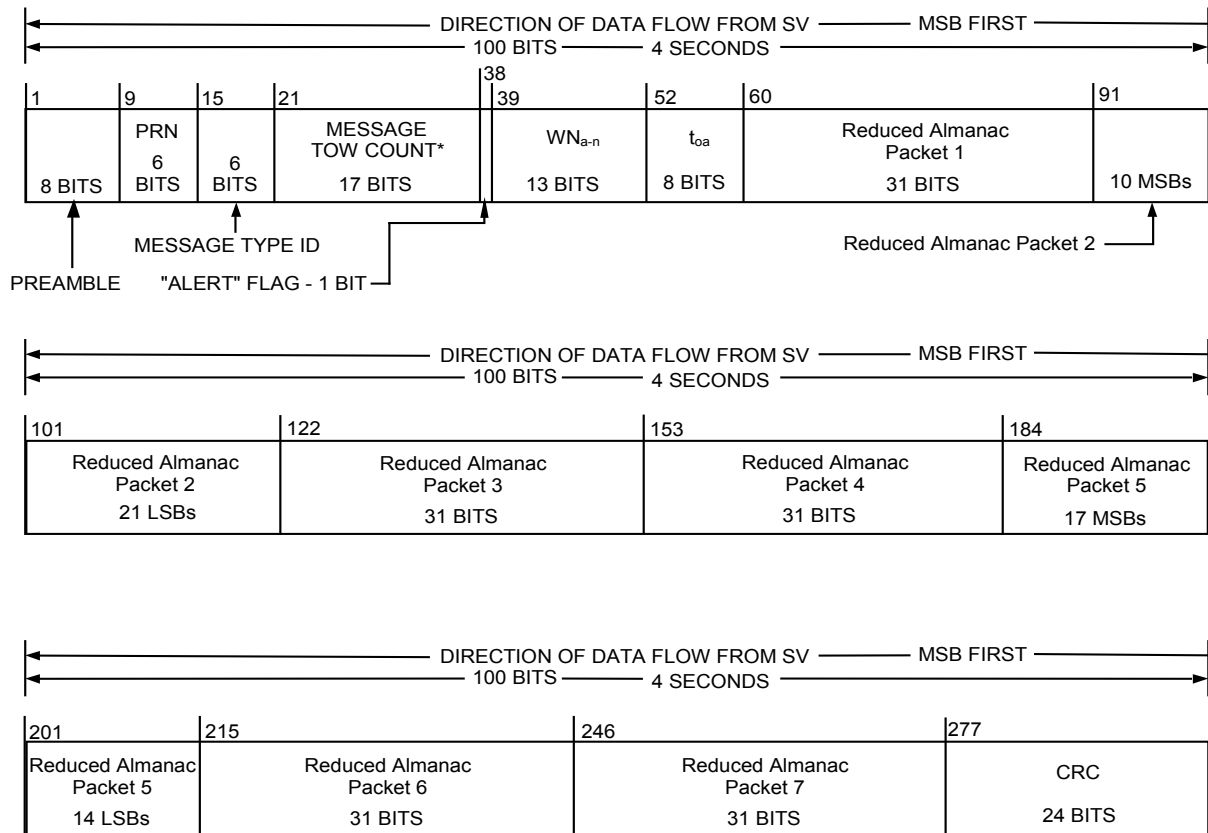 DIRECTION OF DATA FLOW FROM SV MSB FIRST
100 BITS 4 SECONDS
1 9 15 21 38 39 52 60 91
8 BITS
PRN
6
BITS
6
BITS
MESSAGE
TOW COUNT*
17 BITS
WNa-n
13 BITS
toa
8 BITS
Reduced Almanac
Packet 1
31 BITS
10 MSBs
MESSAGE TYPE ID
Reduced Almanac Packet 2
PREAMBLE
"ALERT" FLAG - 1 BIT
DIRECTION OF DATA FLOW FROM SV MSB FIRST
100 BITS 4 SECONDS
101 122 153 184
Reduced Almanac
Packet 2
21 LSBs
Reduced Almanac
Packet 3
31 BITS
Reduced Almanac
Packet 4
31 BITS
Reduced Almanac
Packet 5
17 MSBs
DIRECTION OF DATA FLOW FROM SV MSB FIRST
100 BITS 4 SECONDS
201 215 246 277
Reduced Almanac
Packet 5
14 LSBs
Reduced Almanac
Packet 6
31 BITS
Reduced Almanac
Packet 7
31 BITS
CRC
24 BITS